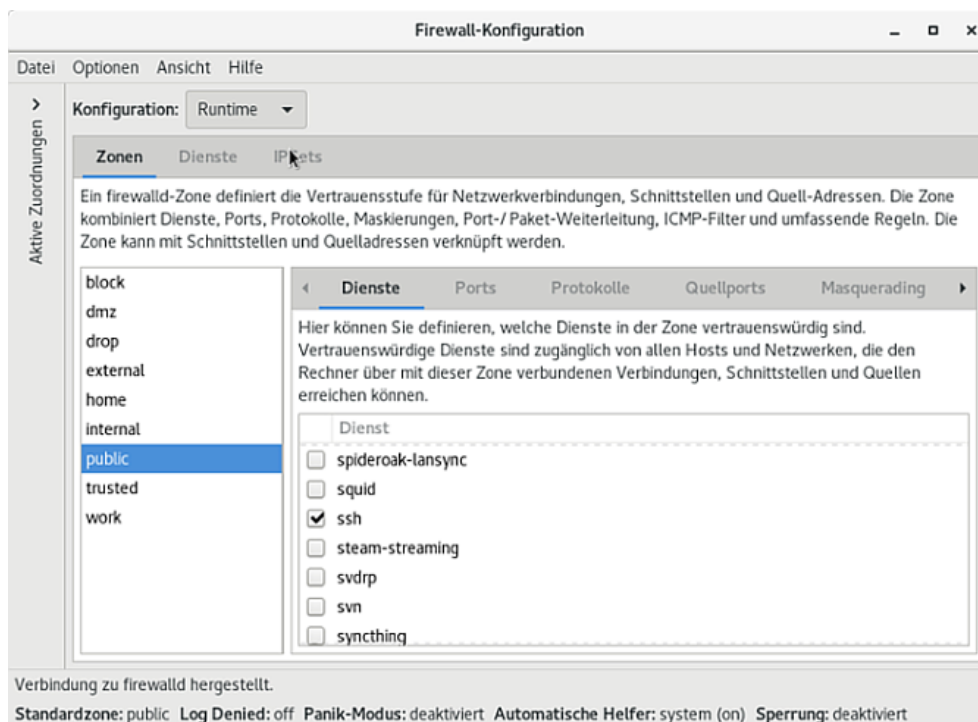 Firewall-Konfiguration
Datei Optionen Ansicht Hilfe
Aktive Zuordnungen
Konfiguration: Runtime
Zonen Dienste IPSets
Ein firewalld-Zone definiert die Vertrauensstufe für Netzwerkverbindungen, Schnittstellen und Quell-Adressen. Die Zone
kombiniert Dienste, Ports, Protokolle, Maskierungen, Port-/ Paket-Weiterleitung, ICMP-Filter und umfassende Regeln. Die
Zone kann mit Schnittstellen und Quelladressen verknüpft werden.
block
dmz
drop
external
home
internal
public
trusted
work
Dienste Ports Protokolle Quellports Masquerading
Hier können Sie definieren, welche Dienste in der Zone vertrauenswürdig sind.
Vertrauenswürdige Dienste sind zugänglich von allen Hosts und Netzwerken, die den
Rechner über mit dieser Zone verbundenen Verbindungen, Schnittstellen und Quellen
erreichen können.
Dienst
spideroak-lansync
squid
ssh
steam-streaming
svdrp
svn
syncthing
Verbindung zu firewalld hergestellt.
Standardzone: public Log Denied: off Panik-Modus: deaktiviert Automatische Helfer: system (on) Sperrung: deaktiviert